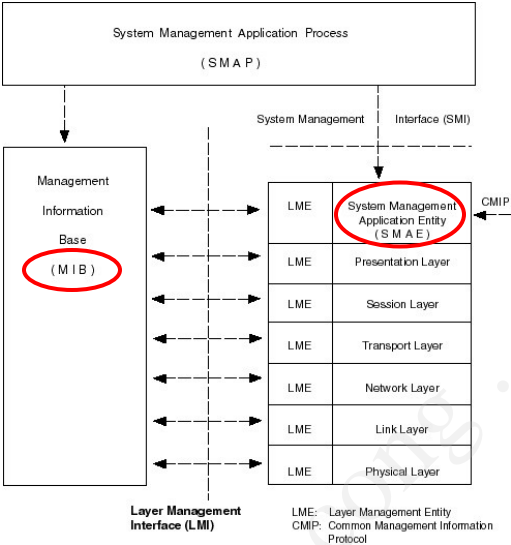 System Management Application Process
( S M A P )
System Management Interface (SMI)
Management
Information
Base
( M I B )
LME System Management
Application Entity
( S M A E )
CMIP
LME Presentation Layer
LME Session Layer
LME Transport Layer
LME Network Layer
LME Link Layer
LME Physical Layer
Layer Management
Interface (LMI)
LME: Layer Management Entity
CMIP: Common Management Information
Protocol